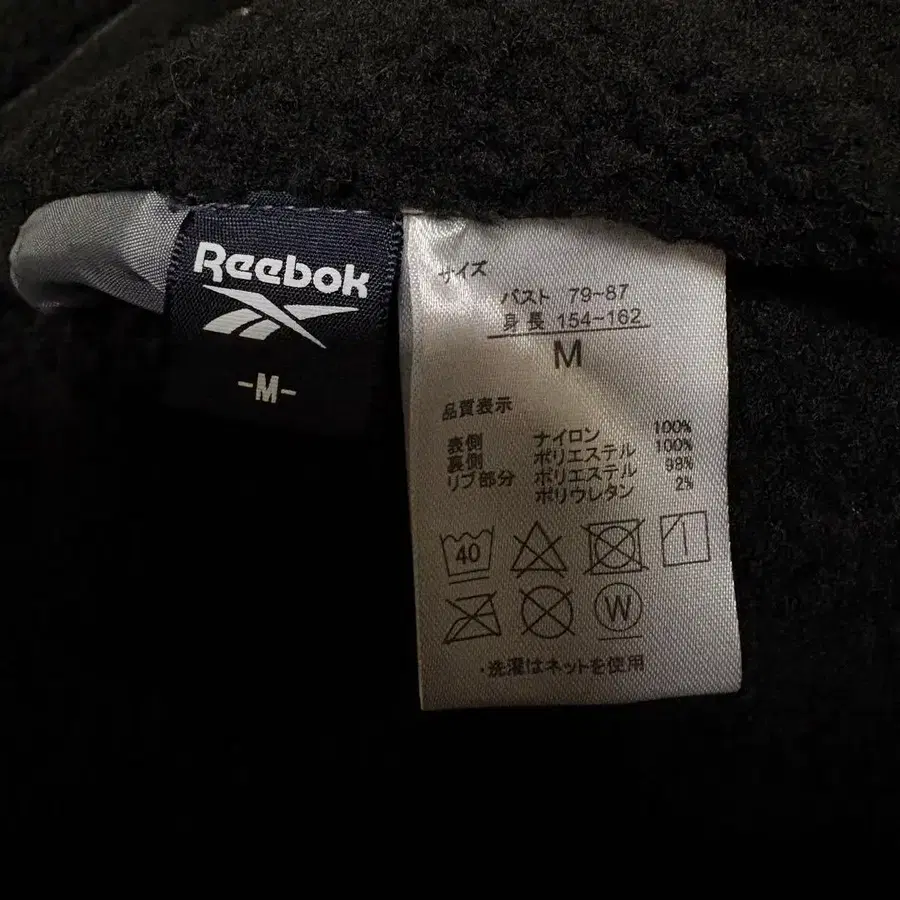 Reebok
-M-
サイズ
バスト 79~87
身長 154~162
M
品質表示
表側 ナイロン 100%
裏側 ポリエステル 100%
リブ部分 ポリエステル 98%
ポリウレタン 2%
40
W
・洗濯はネットを使用